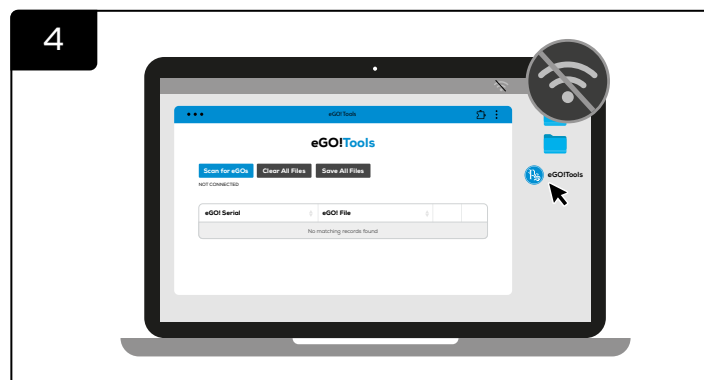 4
eGO!Tools
eGO!Tools
Scan for eGOs Clear All Files Save All Files
NOT CONNECTED
eGO! Serial eGO! File
No matching records found
eGO!Tools